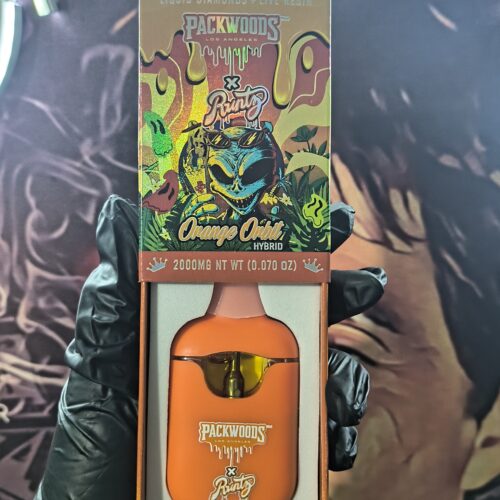 LIQUID DIAMONDS + LIVE RESIN
PACKWOODS
LOS ANGELES
X
Runtz
Orange Orbit
HYBRID
2000MG NT WT (0.070 OZ)
PACKWOODS
LOS ANGELES
X
Runtz